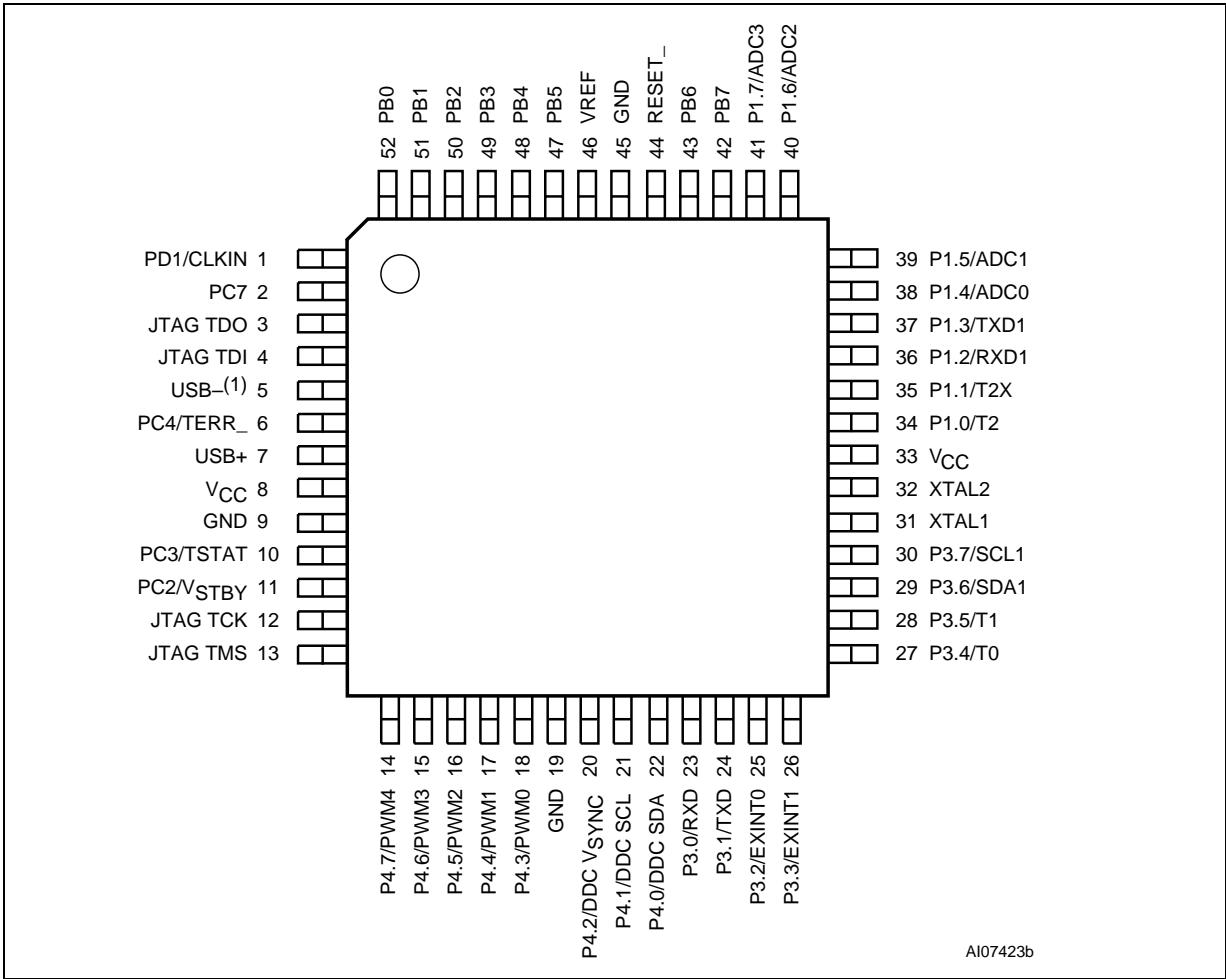 52 PB0
51 PB1
50 PB2
49 PB3
48 PB4
47 PB5
46 VREF
45 GND
44 RESET_
43 PB6
42 PB7
41 P1.7/ADC3
40 P1.6/ADC2
PD1/CLKIN 1
PC7 2
JTAG TDO 3
JTAG TDI 4
USB–(1) 5
PC4/TERR_ 6
USB+ 7
VCC 8
GND 9
PC3/TSTAT 10
PC2/VSTBY 11
JTAG TCK 12
JTAG TMS 13
39 P1.5/ADC1
38 P1.4/ADC0
37 P1.3/TXD1
36 P1.2/RXD1
35 P1.1/T2X
34 P1.0/T2
33 VCC
32 XTAL2
31 XTAL1
30 P3.7/SCL1
29 P3.6/SDA1
28 P3.5/T1
27 P3.4/T0
P4.7/PWM4 14
P4.6/PWM3 15
P4.5/PWM2 16
P4.4/PWM1 17
P4.3/PWM0 18
GND 19
P4.2/DDC VSYNC 20
P4.1/DDC SCL 21
P4.0/DDC SDA 22
P3.0/RXD 23
P3.1/TXD 24
P3.2/EXINT0 25
P3.3/EXINT1 26
AI07423b